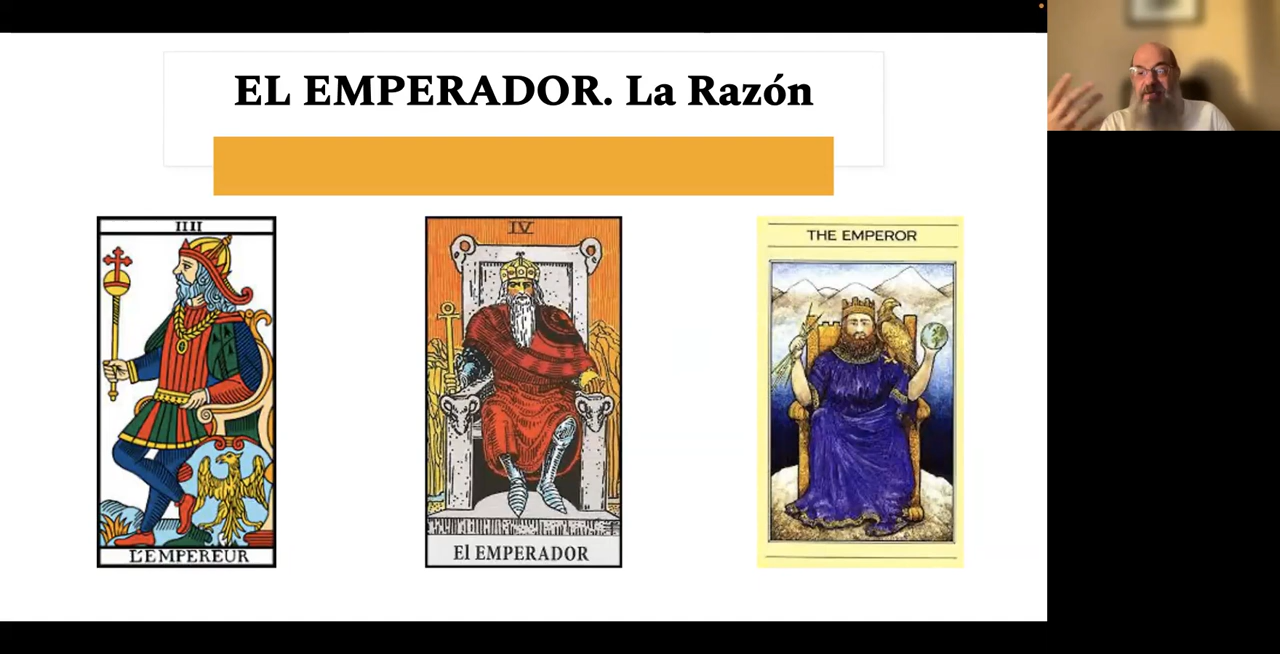 EL EMPERADOR. La Razón
IIII
L'EMPEREUR
IV
El EMPERADOR
THE EMPEROR